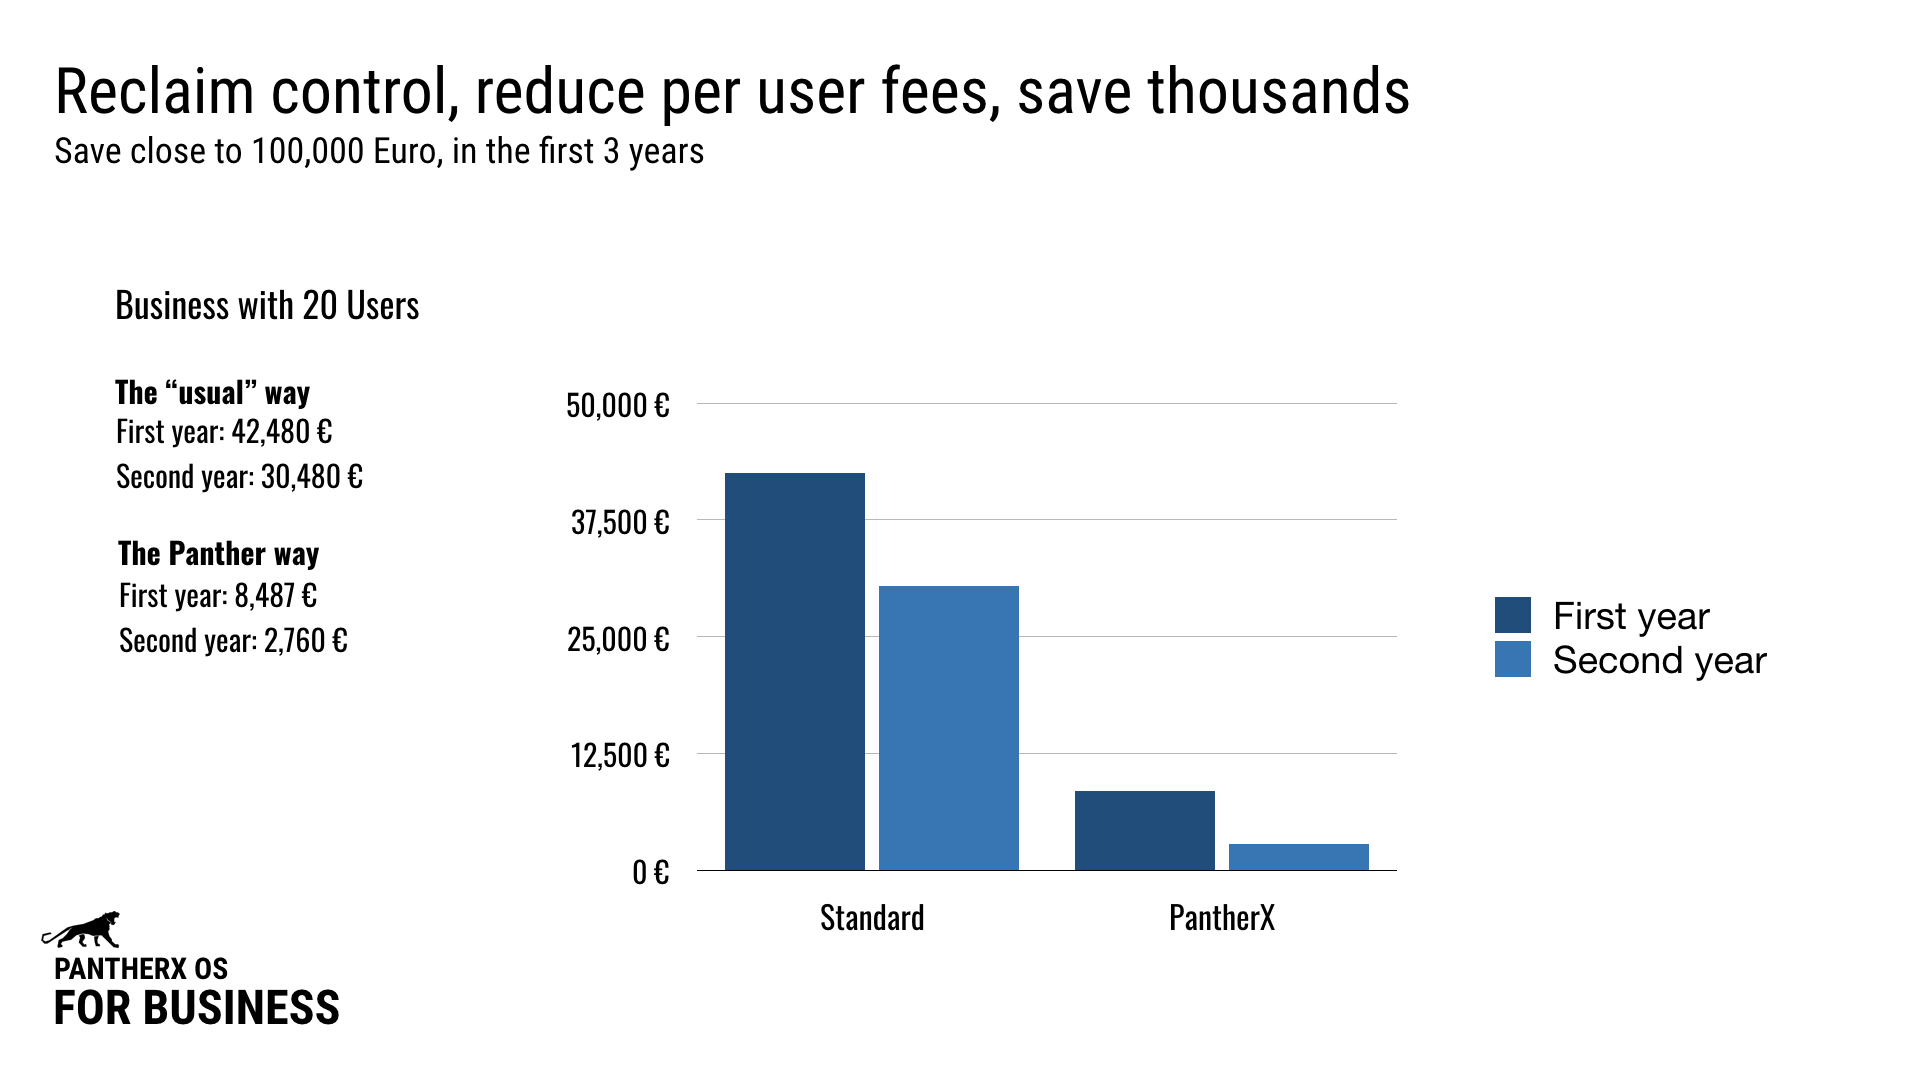 Reclaim control, reduce per user fees, save thousands
Save close to 100,000 Euro, in the first 3 years
Business with 20 Users
The “usual” way
First year: 42,480 €
Second year: 30,480 €
The Panther way
First year: 8,487 €
Second year: 2,760 €
50,000 €
37,500 €
25,000 €
12,500 €
0 €
Standard
PantherX
First year
Second year
PANTHERX OS
FOR BUSINESS